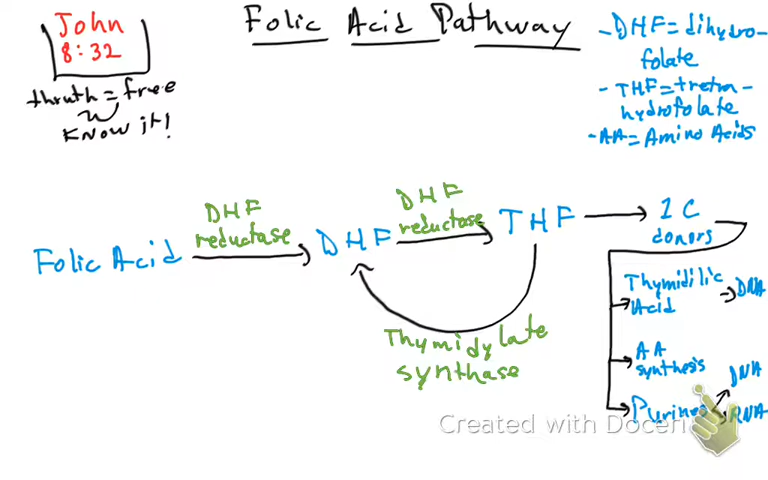 John
8:32
thruth = free
KNOW it!
Folic Acid Pathway
- DHF = dihydro-
folate
- THF = tretra-
hydrofolate
- AA = Amino Acids
Folic Acid
DHF
reductase
DHF
DHF
reductase
THF
1C
donors
Thymidylate
synthase
Thymidilic
Acid
DNA
AA
synthesis
Purines
DNA
RNA
Created with Doceri